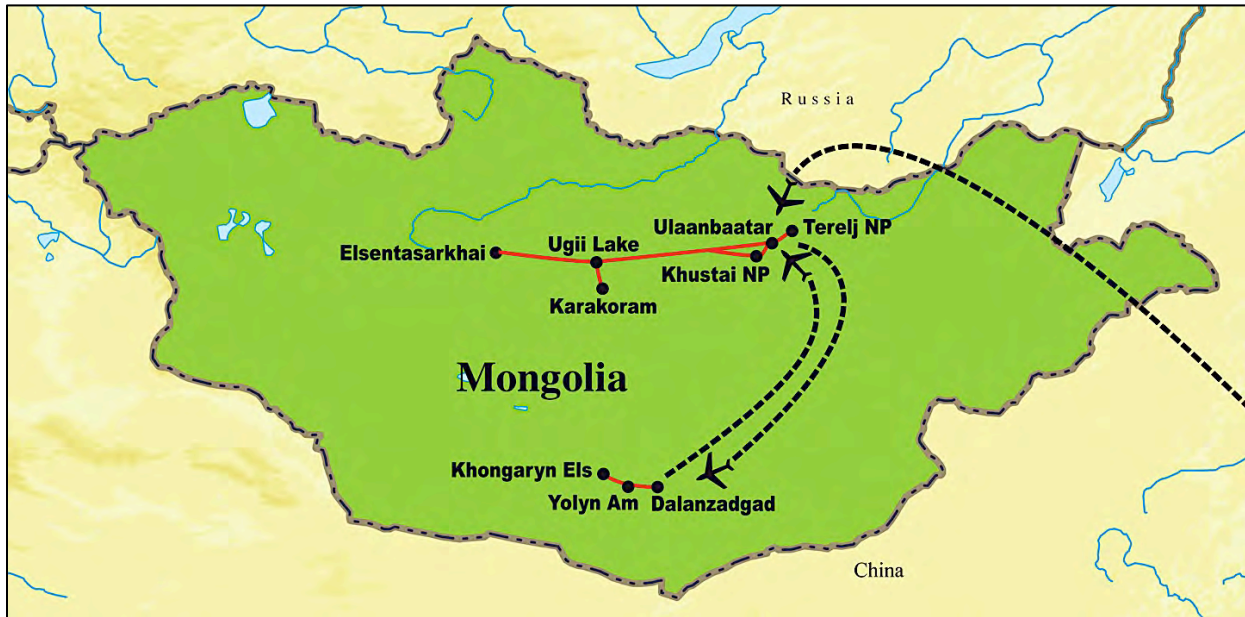 Russia
Ulaanbaatar
Terelj NP
Elsentasarkhai
Ugii Lake
Khustai NP
Karakoram
Mongolia
Khongaryn Els
Yolyn Am
Dalanzadgad
China